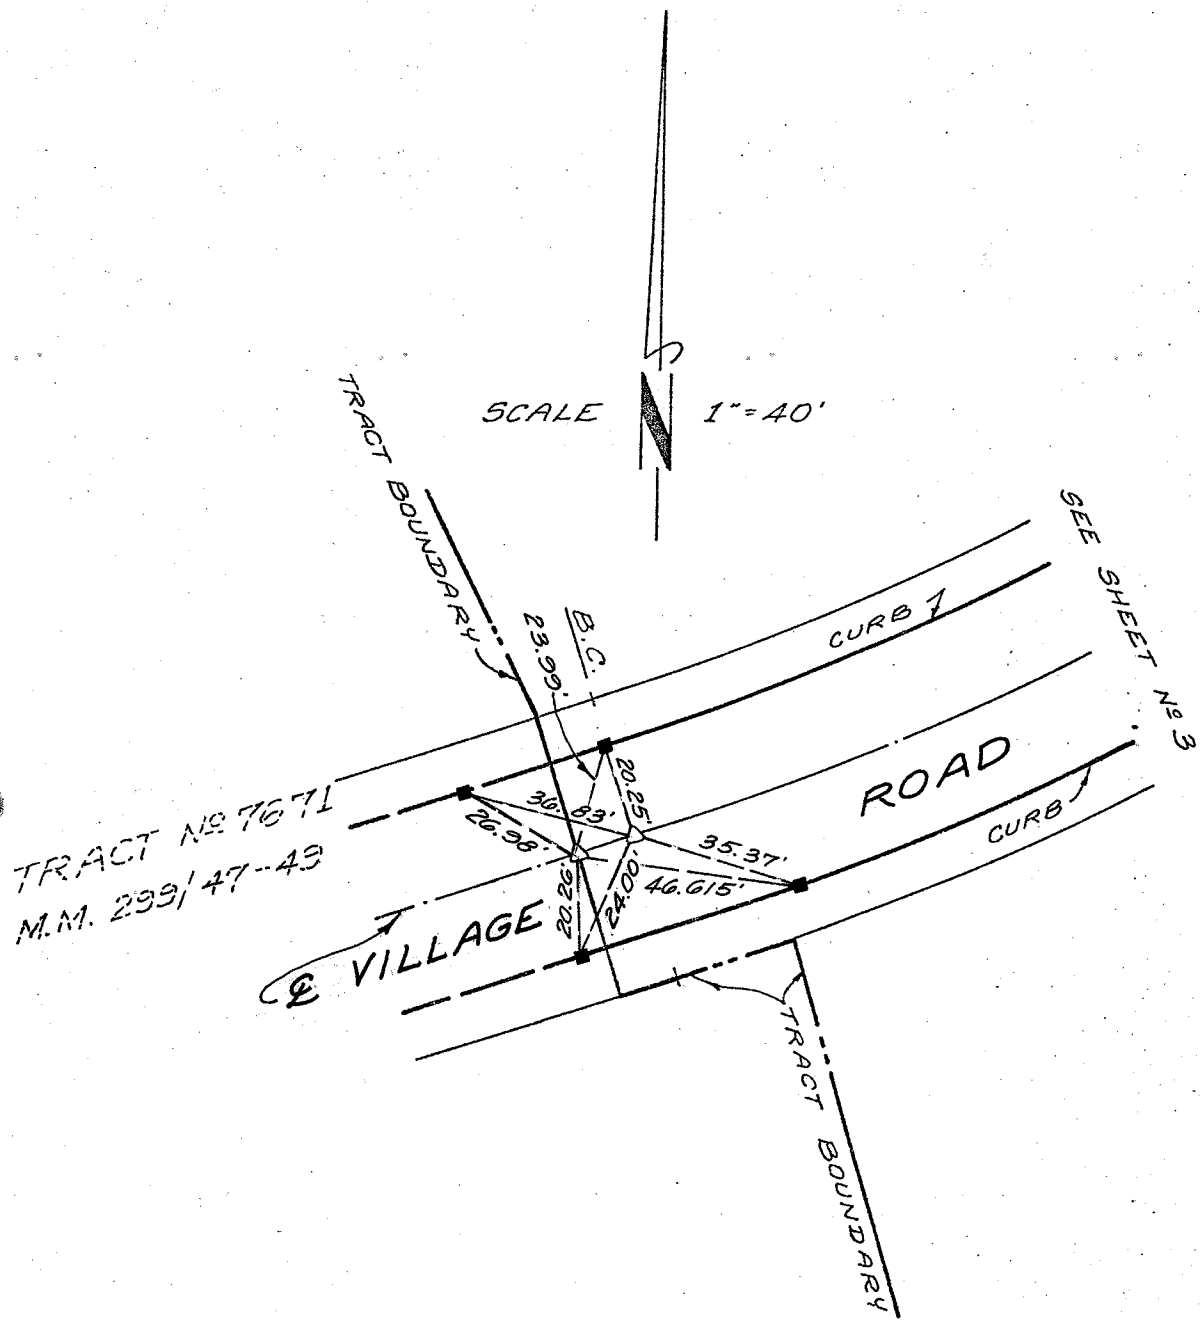 SCALE N 1"=40'
TRACT BOUNDARY
SEE SHEET Nº 3
B.C.
23.99'
CURB
20.25'
36.83'
26.98'
ROAD
TRACT Nº 7671
M.M. 299/47-49
35.37'
46.615'
CURB
20.26'
24.00'
℄ VILLAGE
TRACT BOUNDARY